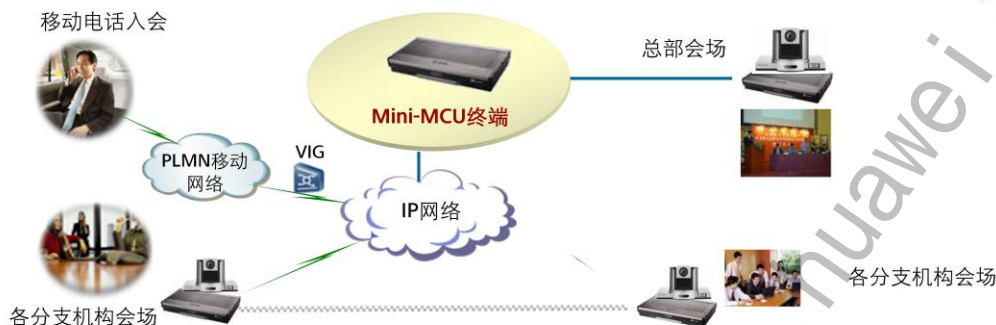 移动电话入会
总部会场
Mini-MCU终端
PLMN移动
网络
VIG
IP网络
各分支机构会场
各分支机构会场
huawei